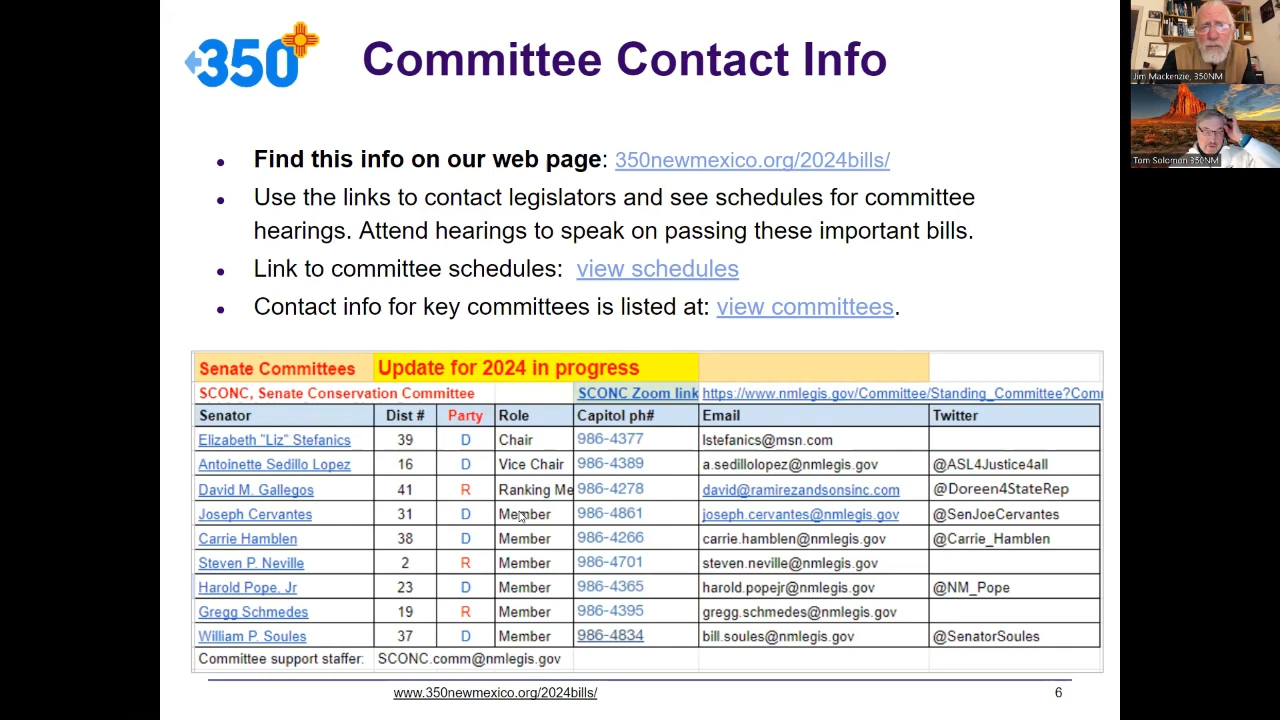 350
Committee Contact Info
Jim Mackenzie, 350NM
Tom Solomon 350NM
• Find this info on our web page: 350newmexico.org/2024bills/
• Use the links to contact legislators and see schedules for committee
hearings. Attend hearings to speak on passing these important bills.
• Link to committee schedules: view schedules
• Contact info for key committees is listed at: view committees.
Senate Committees Update for 2024 in progress
SCONC, Senate Conservation Committee SCONC Zoom link https://www.nmlegis.gov/Committee/Standing_Committee?Com
Senator Dist # Party Role Capitol ph# Email Twitter
Elizabeth "Liz" Stefanics 39 D Chair 986-4377 lstefanics@msn.com
Antoinette Sedillo Lopez 16 D Vice Chair 986-4389 a.sedillolopez@nmlegis.gov @ASL4Justice4all
David M. Gallegos 41 R Ranking Me 986-4278 david@ramirezandsonsinc.com @Doreen4StateRep
Joseph Cervantes 31 D Member 986-4861 joseph.cervantes@nmlegis.gov @SenJoeCervantes
Carrie Hamblen 38 D Member 986-4266 carrie.hamblen@nmlegis.gov @Carrie_Hamblen
Steven P. Neville 2 R Member 986-4701 steven.neville@nmlegis.gov
Harold Pope, Jr 23 D Member 986-4365 harold.popejr@nmlegis.gov @NM_Pope
Gregg Schmedes 19 R Member 986-4395 gregg.schmedes@nmlegis.gov
William P. Soules 37 D Member 986-4834 bill.soules@nmlegis.gov @SenatorSoules
Committee support staffer: SCONC.comm@nmlegis.gov
www.350newmexico.org/2024bills/ 6